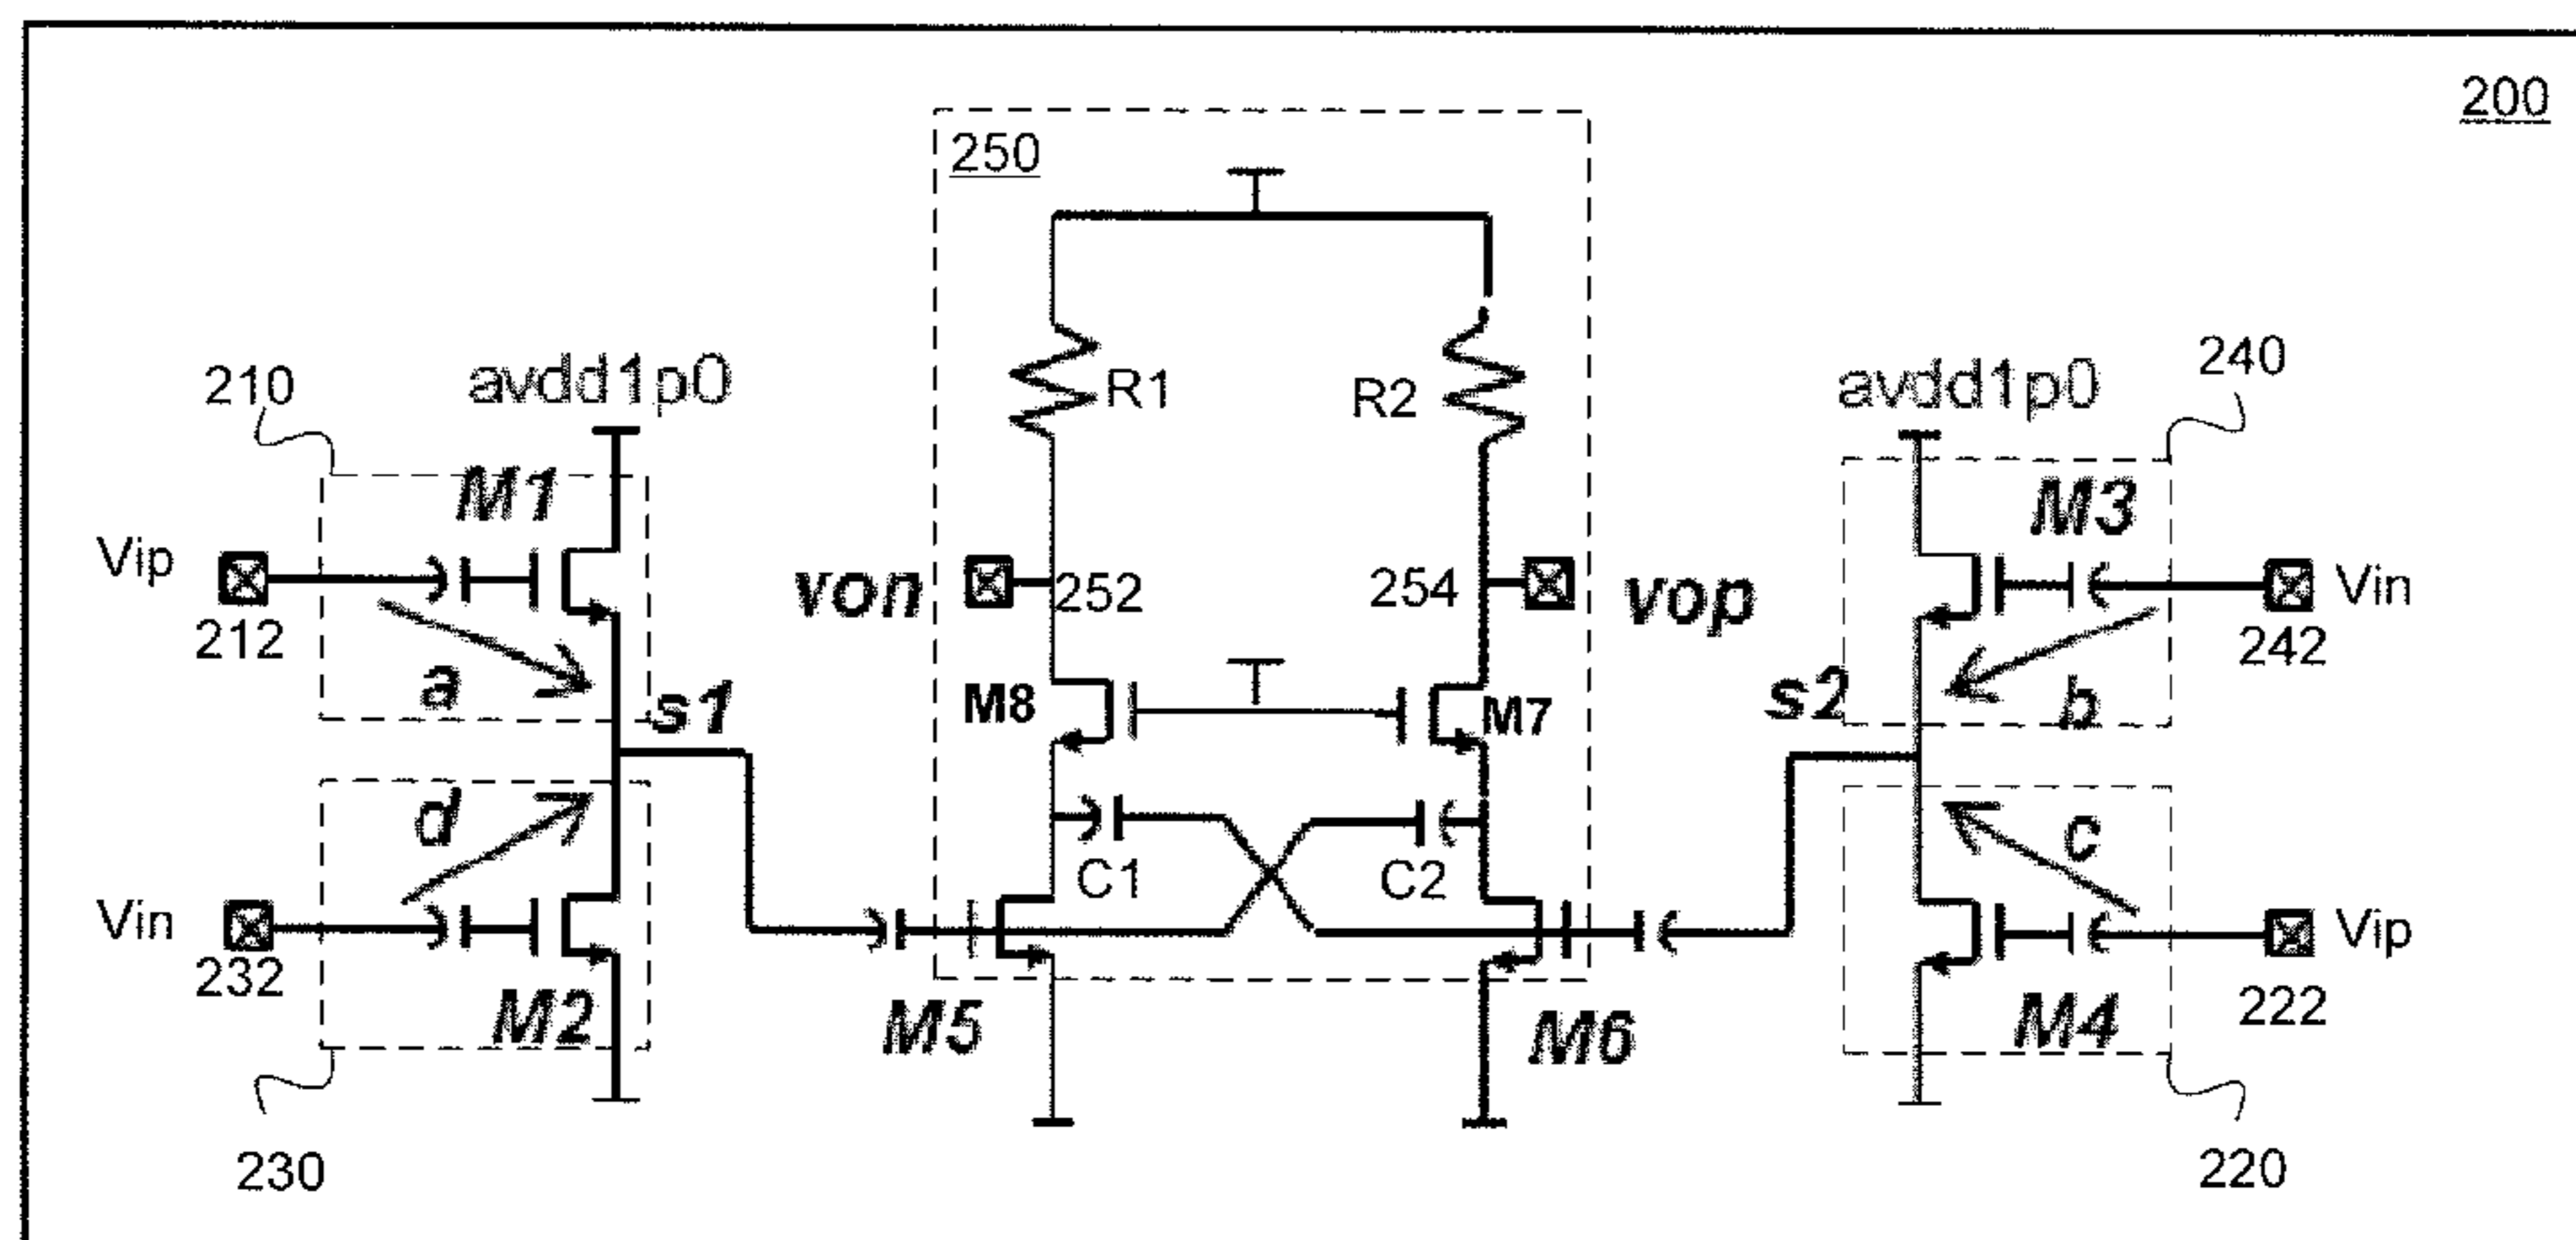 200
250
210
avdd1p0
R1
R2
avdd1p0
240
M1
M3
Vip
212
von
252
254
vop
Vin
242
a
s1
M8
M7
s2
b
d
C1
C2
c
Vin
232
M2
M5
M6
M4
Vip
222
230
220